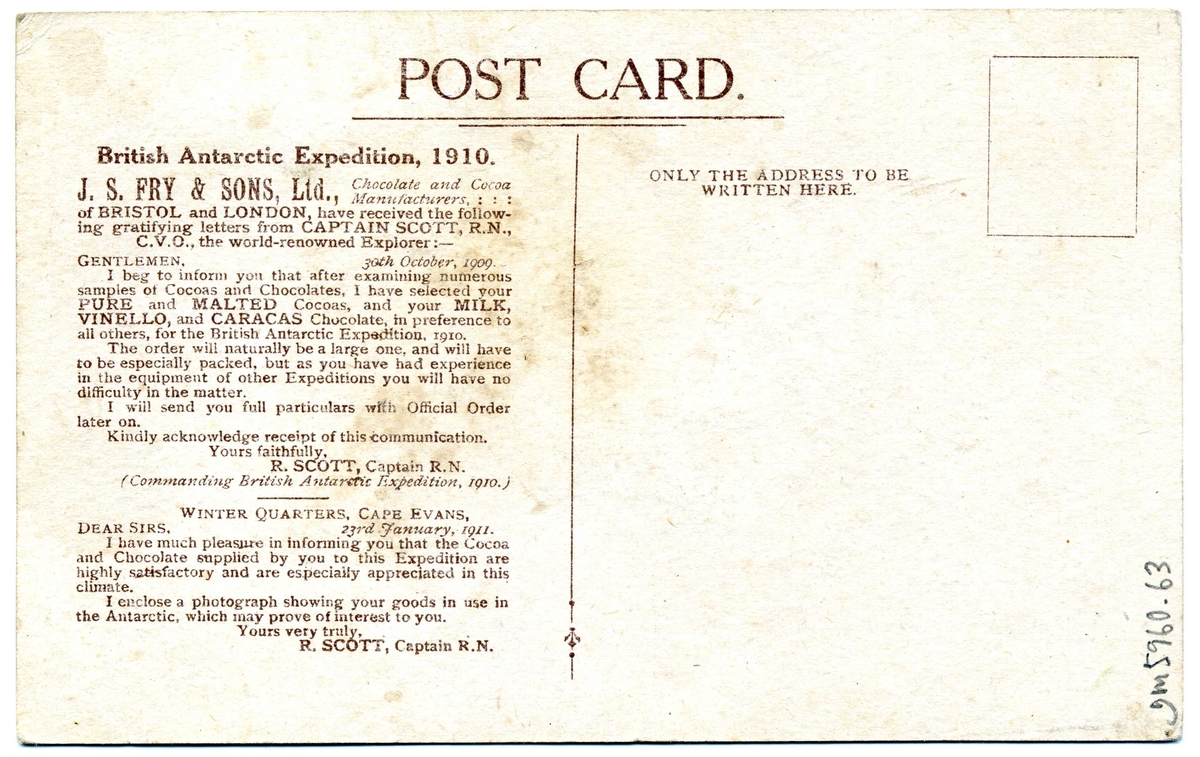 POST CARD.
British Antarctic Expedition, 1910.
J. S. FRY & SONS, Ltd., Chocolate and Cocoa
Manufacturers, : : :
of BRISTOL and LONDON, have received the follow-
ing gratifying letters from CAPTAIN SCOTT, R.N.,
C.V.O., the world-renowned Explorer:—
GENTLEMEN, 30th October, 1909.
I beg to inform you that after examining numerous
samples of Cocoas and Chocolates, I have selected your
PURE and MALTED Cocoas, and your MILK,
VINELLO, and CARACAS Chocolate, in preference to
all others, for the British Antarctic Expedition, 1910.
The order will naturally be a large one, and will have
to be especially packed, but as you have had experience
in the equipment of other Expeditions you will have no
difficulty in the matter.
I will send you full particulars with Official Order
later on.
Kindly acknowledge receipt of this communication.
Yours faithfully,
R. SCOTT, Captain R.N.
(Commanding British Antarctic Expedition, 1910.)
WINTER QUARTERS, CAPE EVANS,
DEAR SIRS, 23rd January, 1911.
I have much pleasure in informing you that the Cocoa
and Chocolate supplied by you to this Expedition are
highly satisfactory and are especially appreciated in this
climate.
I enclose a photograph showing your goods in use in
the Antarctic, which may prove of interest to you.
Yours very truly,
R. SCOTT, Captain R.N.
ONLY THE ADDRESS TO BE
WRITTEN HERE.
gm5960.63